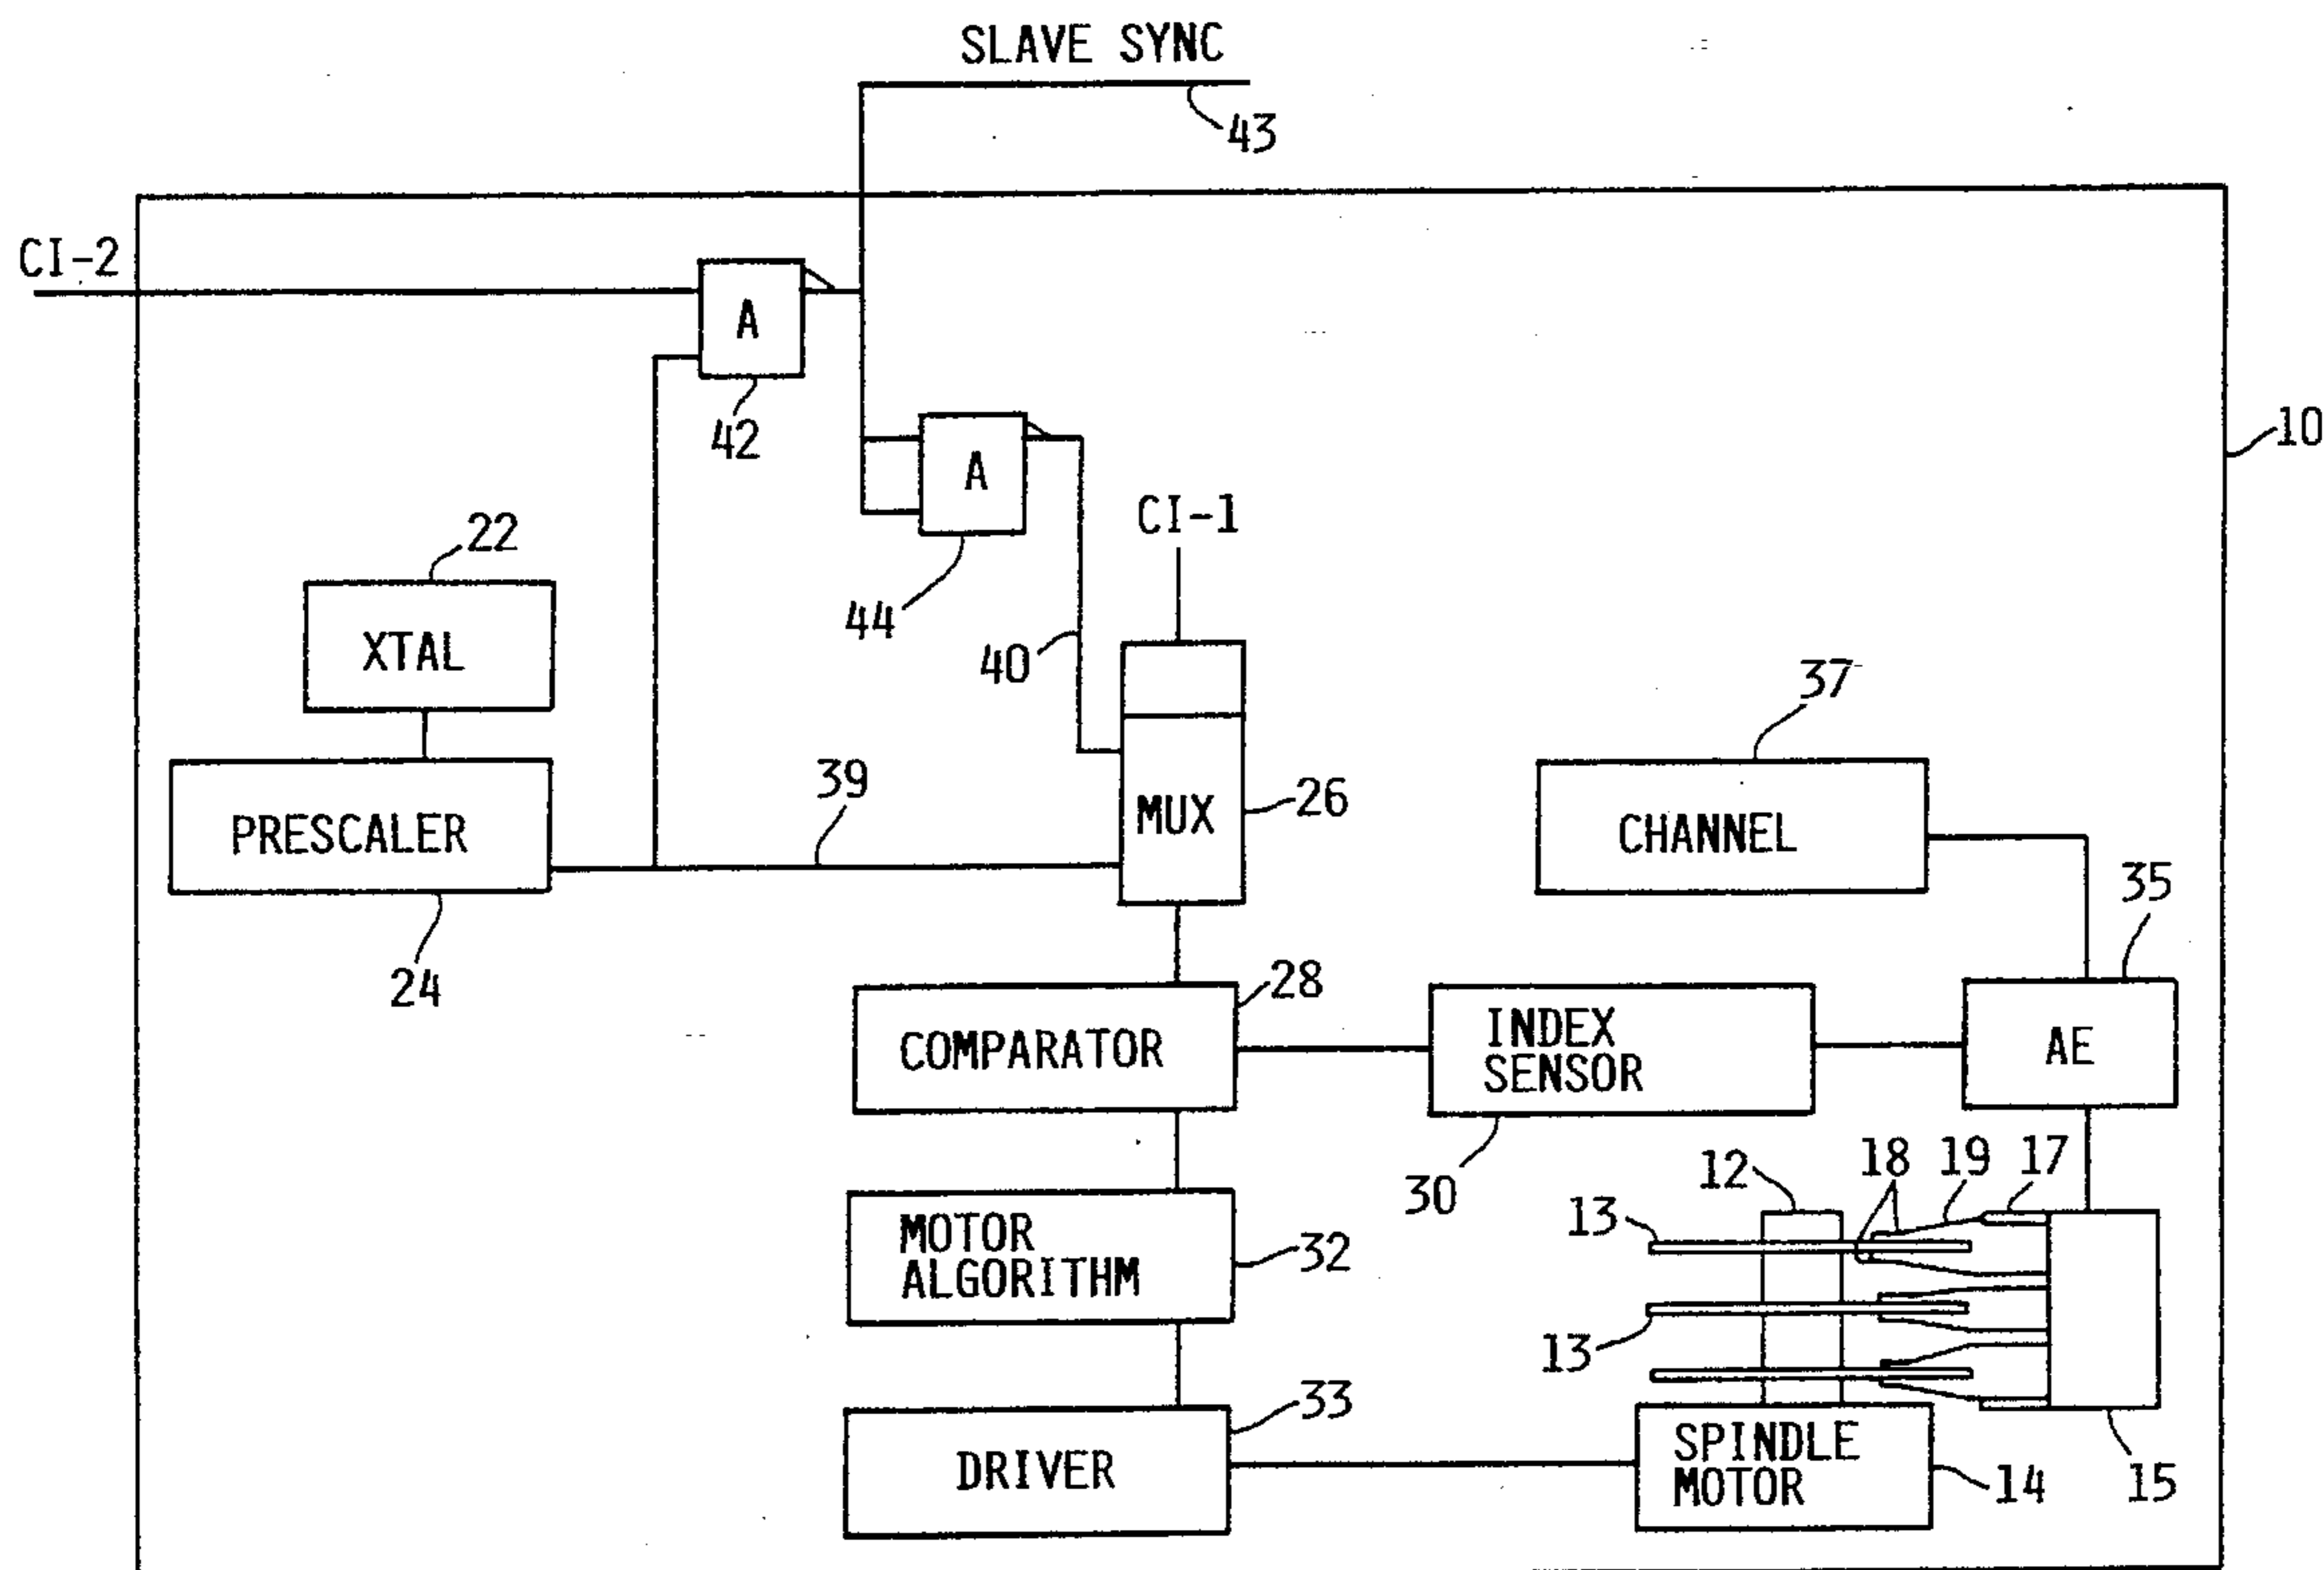 SLAVE SYNC
43
CI-2
A
42
10
A
44
CI-1
22
XTAL
40
37
39
MUX
26
PRESCALER
CHANNEL
24
35
28
COMPARATOR
INDEX
SENSOR
AE
30
12
18
19
17
13
MOTOR
ALGORITHM
32
13
33
DRIVER
SPINDLE
MOTOR
14
15